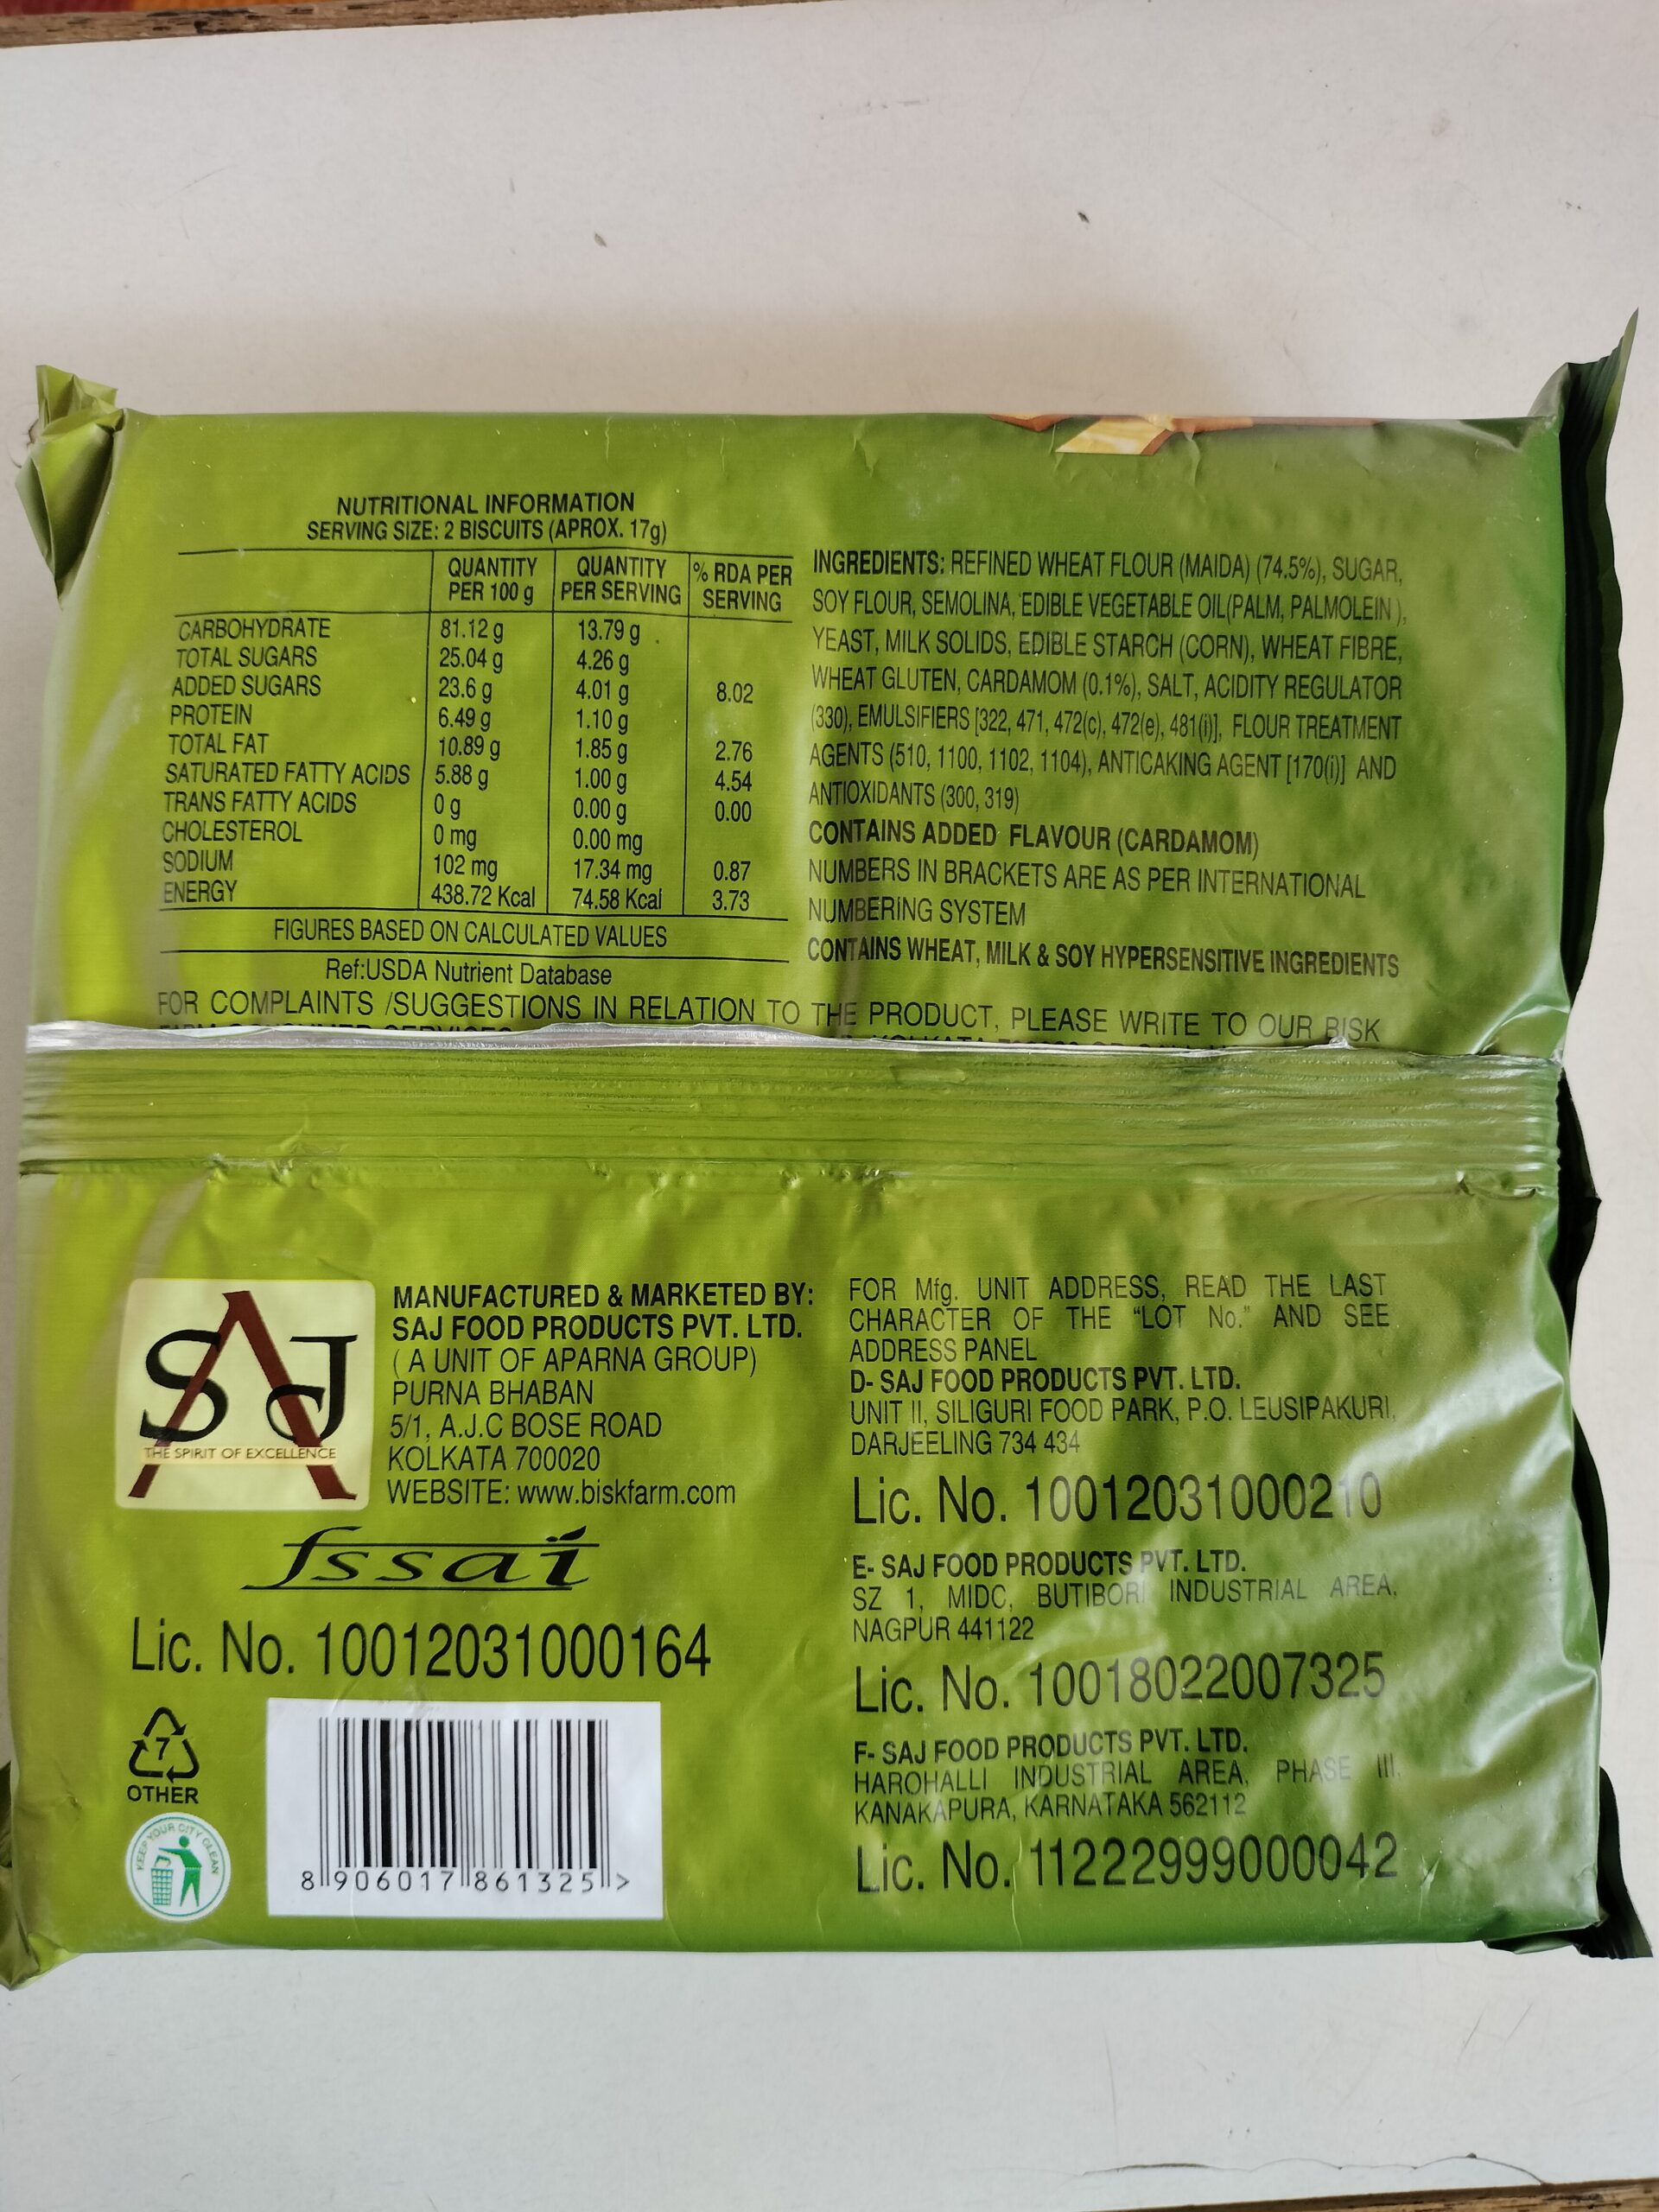 NUTRITIONAL INFORMATION
SERVING SIZE: 2 BISCUITS (APROX. 17g)
QUANTITY PER 100 g QUANTITY PER SERVING % RDA PER SERVING
CARBOHYDRATE 81.12 g 13.79 g
TOTAL SUGARS 25.04 g 4.26 g
ADDED SUGARS 23.6 g 4.01 g 8.02
PROTEIN 6.49 g 1.10 g
TOTAL FAT 10.89 g 1.85 g 2.76
SATURATED FATTY ACIDS 5.88 g 1.00 g 4.54
TRANS FATTY ACIDS 0 g 0.00 g 0.00
CHOLESTEROL 0 mg 0.00 mg
SODIUM 102 mg 17.34 mg 0.87
ENERGY 438.72 Kcal 74.58 Kcal 3.73
FIGURES BASED ON CALCULATED VALUES
Ref:USDA Nutrient Database
INGREDIENTS: REFINED WHEAT FLOUR (MAIDA) (74.5%), SUGAR,
SOY FLOUR, SEMOLINA, EDIBLE VEGETABLE OIL(PALM, PALMOLEIN ),
YEAST, MILK SOLIDS, EDIBLE STARCH (CORN), WHEAT FIBRE,
WHEAT GLUTEN, CARDAMOM (0.1%), SALT, ACIDITY REGULATOR
(330), EMULSIFIERS [322, 471, 472(c), 472(e), 481(i)], FLOUR TREATMENT
AGENTS (510, 1100, 1102, 1104), ANTICAKING AGENT [170(i)] AND
ANTIOXIDANTS (300, 319)
CONTAINS ADDED FLAVOUR (CARDAMOM)
NUMBERS IN BRACKETS ARE AS PER INTERNATIONAL
NUMBERING SYSTEM
CONTAINS WHEAT, MILK & SOY HYPERSENSITIVE INGREDIENTS
FOR COMPLAINTS /SUGGESTIONS IN RELATION TO THE PRODUCT, PLEASE WRITE TO OUR BISK
SAJ
THE SPIRIT OF EXCELLENCE
MANUFACTURED & MARKETED BY:
SAJ FOOD PRODUCTS PVT. LTD.
( A UNIT OF APARNA GROUP)
PURNA BHABAN
5/1, A.J.C BOSE ROAD
KOLKATA 700020
WEBSITE: www.biskfarm.com
fssai
Lic. No. 10012031000164
7
OTHER
KEEP YOUR CITY CLEAN
8 906017 861325 >
FOR Mfg. UNIT ADDRESS, READ THE LAST
CHARACTER OF THE "LOT No." AND SEE
ADDRESS PANEL
D- SAJ FOOD PRODUCTS PVT. LTD.
UNIT II, SILIGURI FOOD PARK, P.O. LEUSIPAKURI,
DARJEELING 734 434
Lic. No. 10012031000210
E- SAJ FOOD PRODUCTS PVT. LTD.
SZ 1, MIDC, BUTIBORI INDUSTRIAL AREA,
NAGPUR 441122
Lic. No. 10018022007325
F- SAJ FOOD PRODUCTS PVT. LTD.
HAROHALLI INDUSTRIAL AREA, PHASE III,
KANAKAPURA, KARNATAKA 562112
Lic. No. 11222999000042